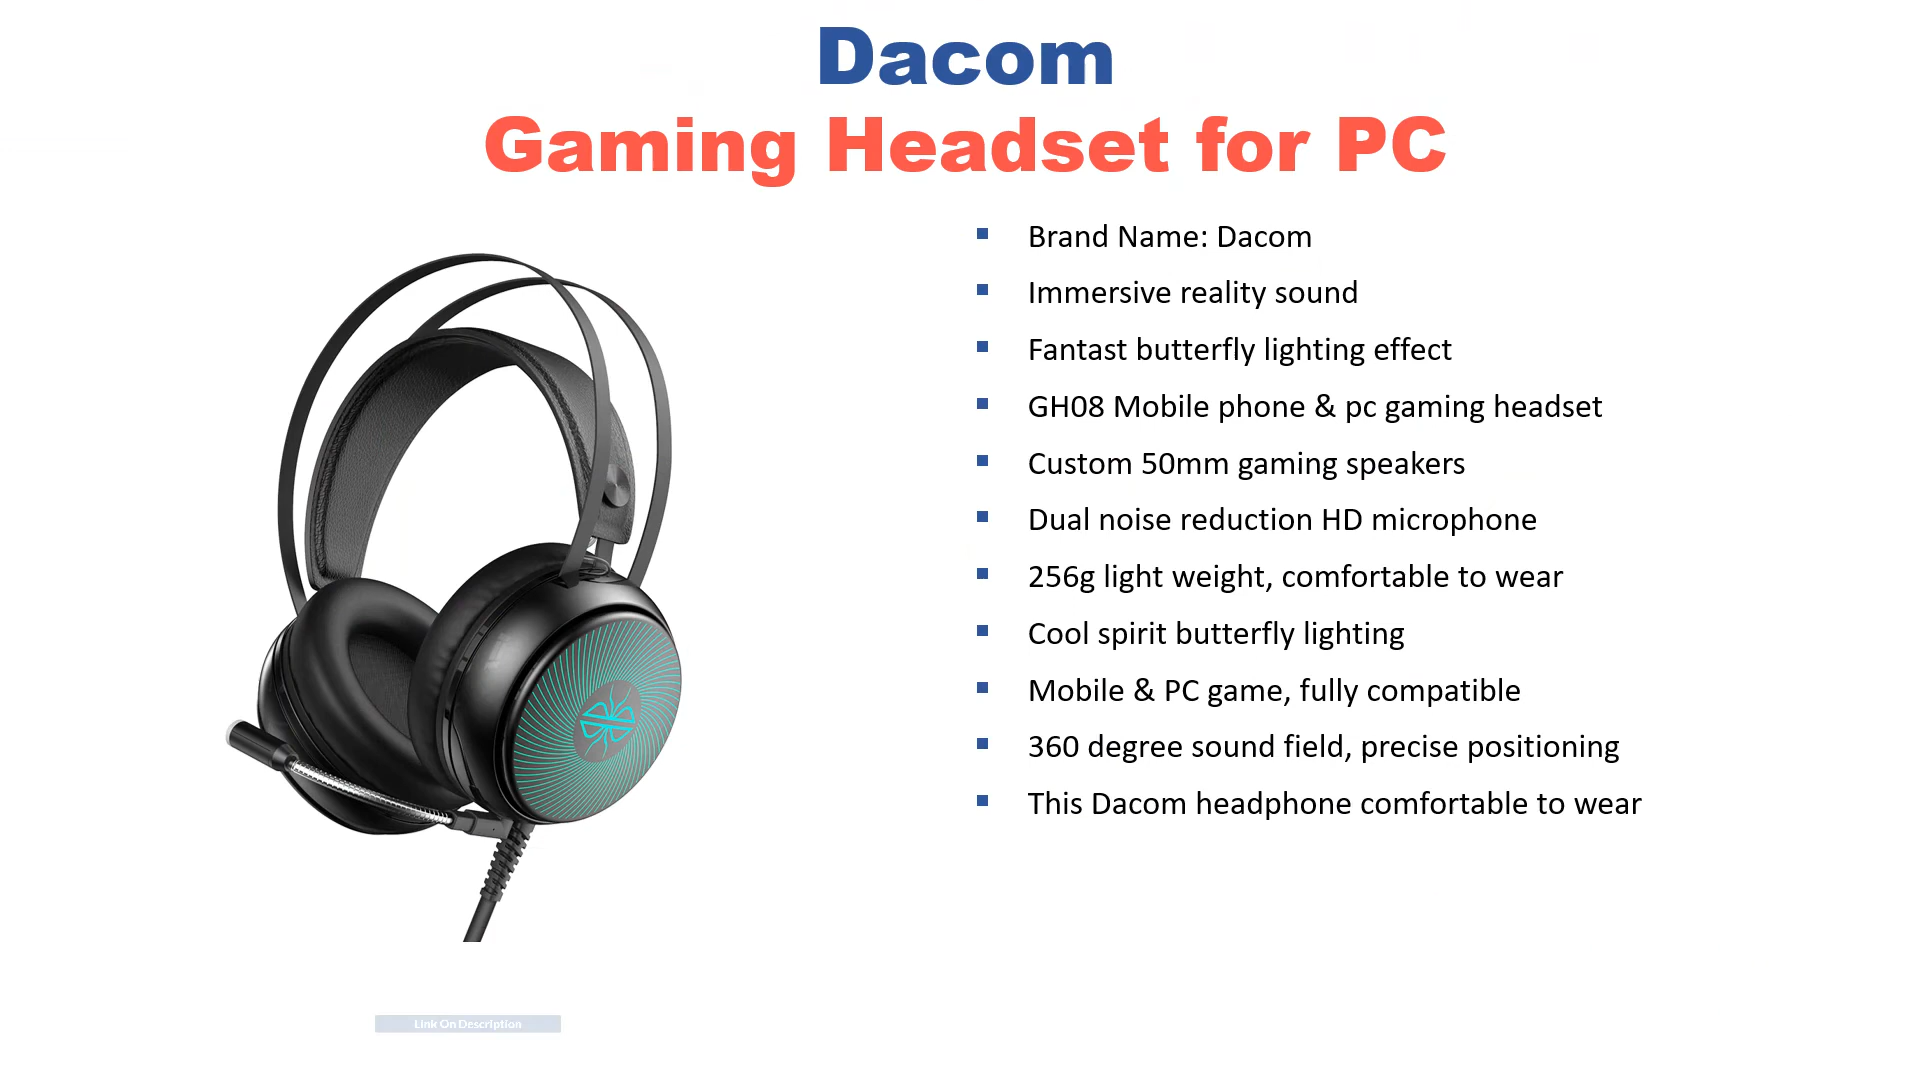 Dacom
Gaming Headset for PC
Brand Name: Dacom
Immersive reality sound
Fantast butterfly lighting effect
GH08 Mobile phone & pc gaming headset
Custom 50mm gaming speakers
Dual noise reduction HD microphone
256g light weight, comfortable to wear
Cool spirit butterfly lighting
Mobile & PC game, fully compatible
360 degree sound field, precise positioning
This Dacom headphone comfortable to wear
Link On Description